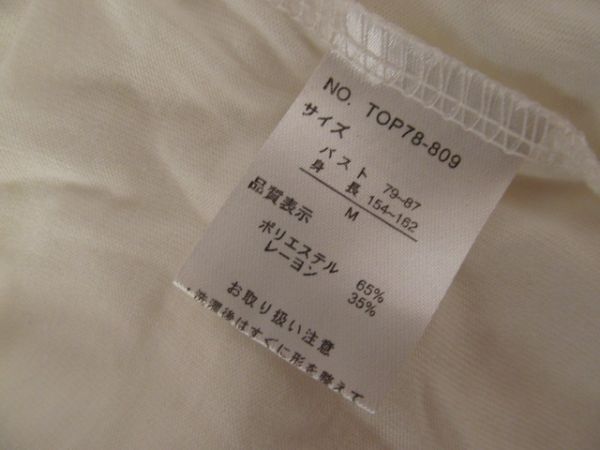 NO. TOP78-809
サイズ
バスト 79~87
身 長 154~162
M
品質表示
ポリエステル 65%
レーヨン 35%
お取り扱い注意
・洗濯後はすぐに形を整えて